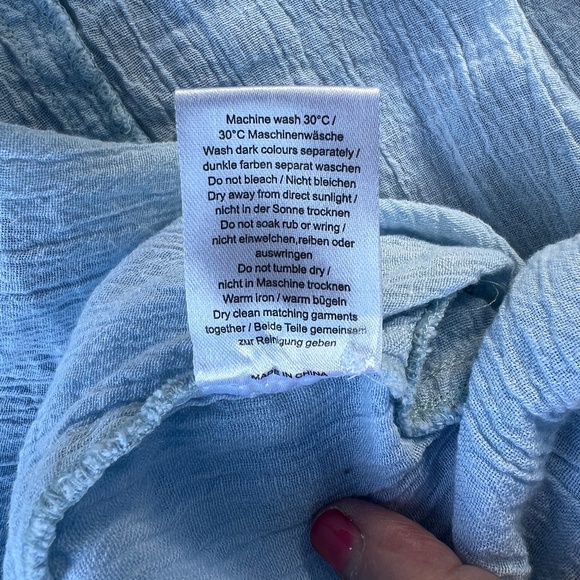 Machine wash 30°C /
30°C Maschinenwäsche
Wash dark colours separately /
dunkle farben separat waschen
Do not bleach / Nicht bleichen
Dry away from direct sunlight /
nicht in der Sonne trocknen
Do not soak rub or wring /
nicht einweichen,reiben oder
auswringen
Do not tumble dry /
nicht in Maschine trocknen
Warm iron / warm bügeln
Dry clean matching garments
together / Beide Teile gemeinsam
zur Reinigung geben
MADE IN CHINA